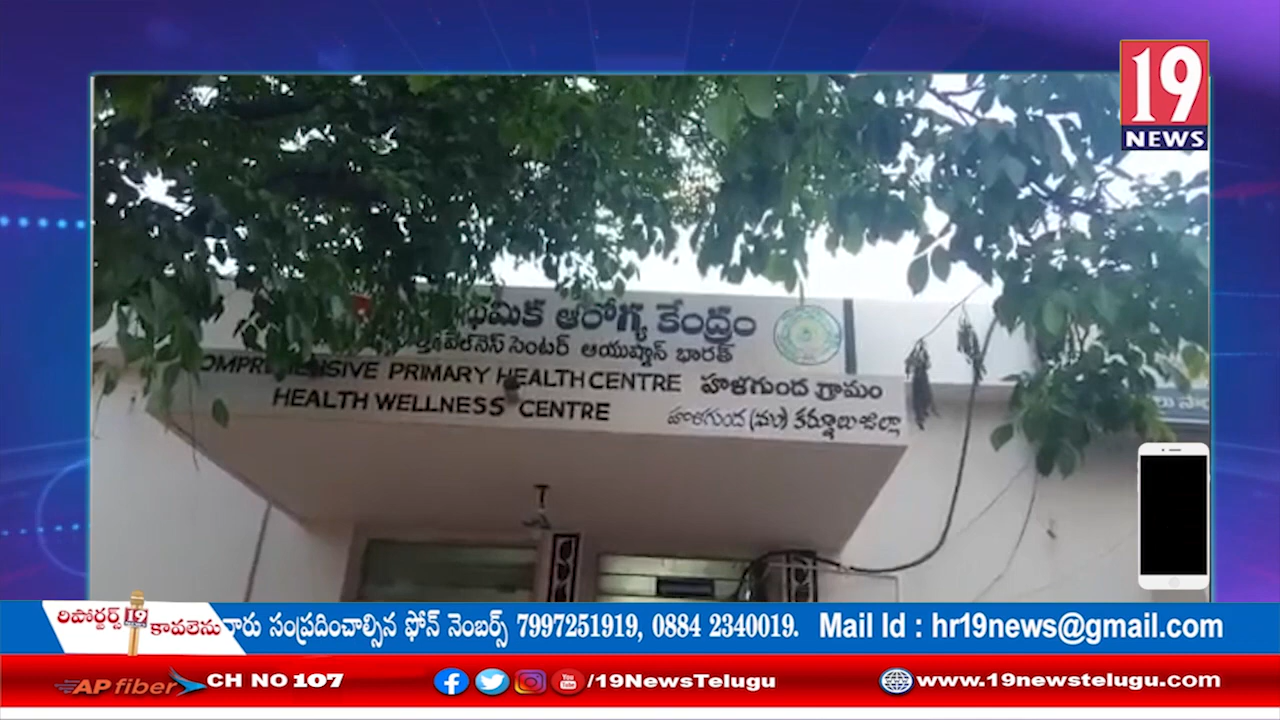 19
NEWS
ఆరోగ్య కేంద్రం
సెంటర్ ఆయుష్మాన్ భారత్
PRIMARY HEALTH CENTRE హొళగుంద గ్రామం
HEALTH WELLNESS CENTRE హొళగుంద (మం) కర్నూలు జిల్లా
రిపోర్టర్స్ 19 కావలెను
వారు సంప్రదించాల్సిన ఫోన్ నెంబర్స్ 7997251919, 0884 2340019. Mail Id : hr19news@gmail.com
AP fiber CH NO 107 /19NewsTelugu www.19newstelugu.com